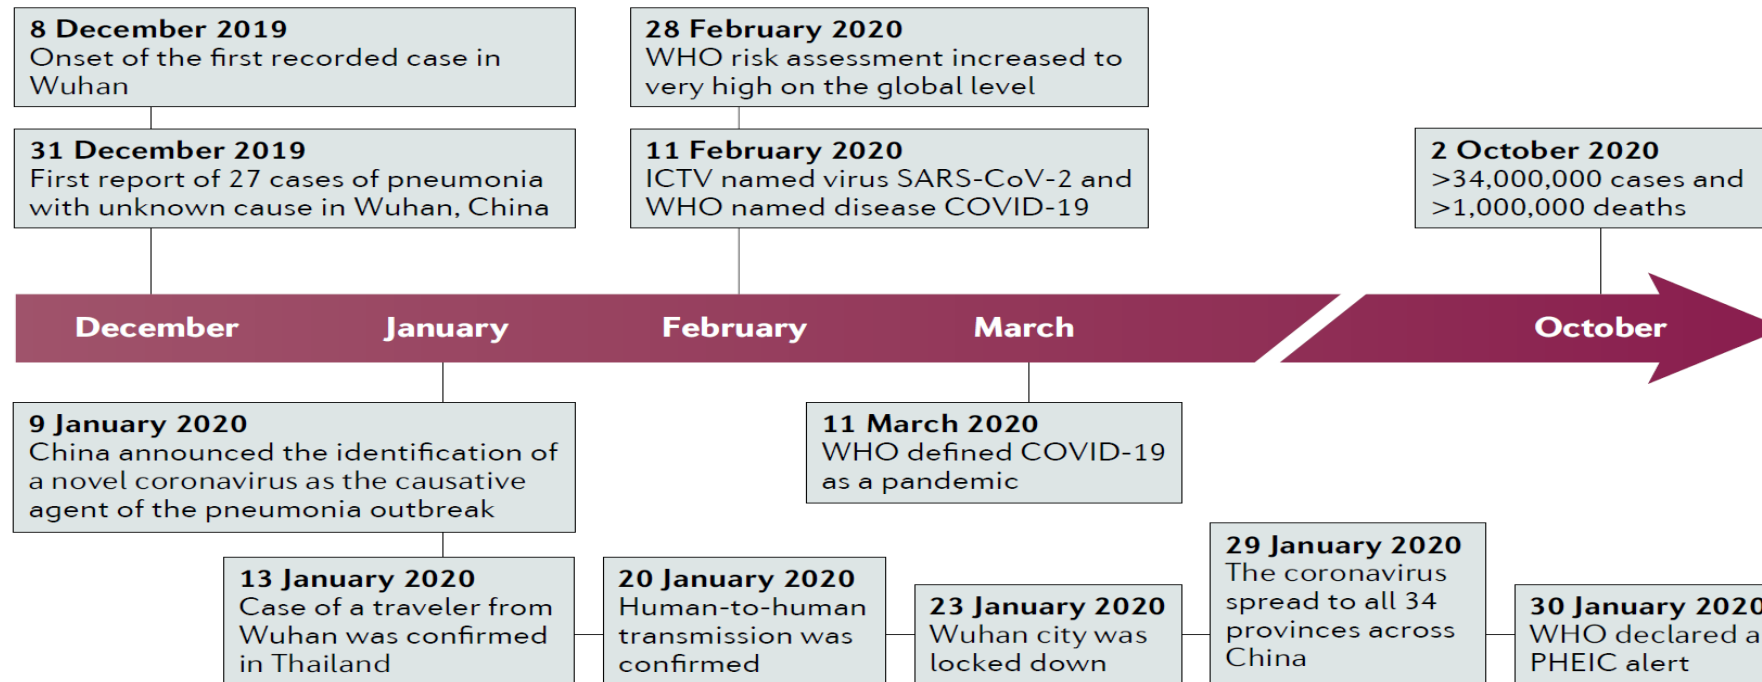 8 December 2019
Onset of the first recorded case in
Wuhan
31 December 2019
First report of 27 cases of pneumonia
with unknown cause in Wuhan, China
28 February 2020
WHO risk assessment increased to
very high on the global level
11 February 2020
ICTV named virus SARS-CoV-2 and
WHO named disease COVID-19
2 October 2020
>34,000,000 cases and
>1,000,000 deaths
December
January
February
March
October
9 January 2020
China announced the identification of
a novel coronavirus as the causative
agent of the pneumonia outbreak
11 March 2020
WHO defined COVID-19
as a pandemic
13 January 2020
Case of a traveler from
Wuhan was confirmed
in Thailand
20 January 2020
Human-to-human
transmission was
confirmed
23 January 2020
Wuhan city was
locked down
29 January 2020
The coronavirus
spread to all 34
provinces across
China
30 January 2020
WHO declared a
PHEIC alert